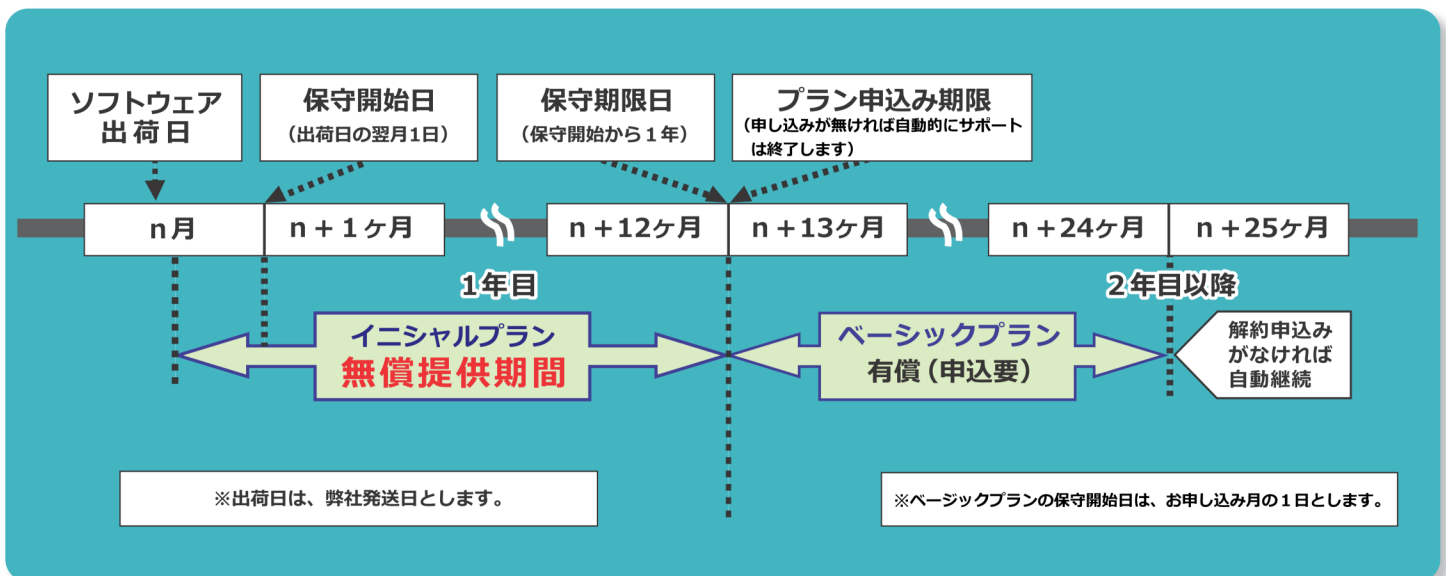 ソフトウェア
出荷日
保守開始日
(出荷日の翌月1日)
保守期限日
(保守開始から1年)
プラン申込み期限
(申し込みが無ければ自動的にサポート
は終了します)
n月
n+1ヶ月
n+12ヶ月
n+13ヶ月
n+24ヶ月
n+25ヶ月
1年目
2年目以降
イニシャルプラン
無償提供期間
ベーシックプラン
有償(申込要)
解約申込み
がなければ
自動継続
※出荷日は、弊社発送日とします。
※ベージックプランの保守開始日は、お申し込み月の1日とします。